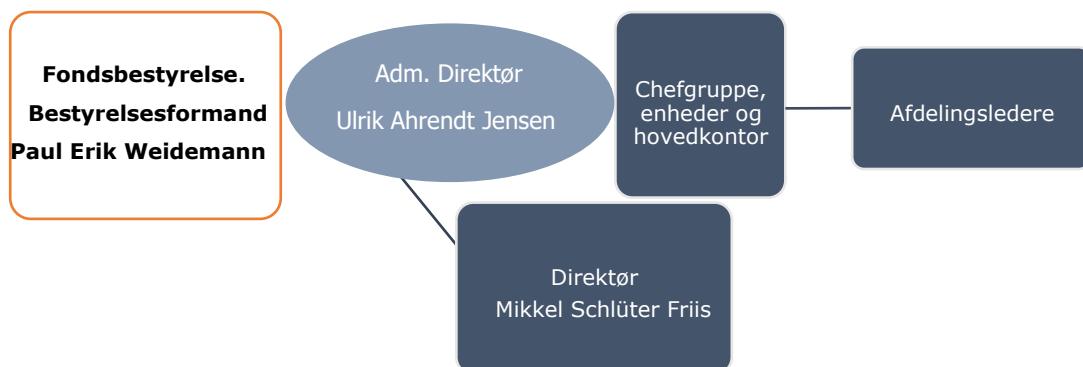 Fondsbestyrelse.
Bestyrelsesformand
Paul Erik Weidemann
Adm. Direktør
Ulrik Ahrendt Jensen
Chefgruppe,
enheder og
hovedkontor
Afdelingsledere
Direktør
Mikkel Schlüter Friis